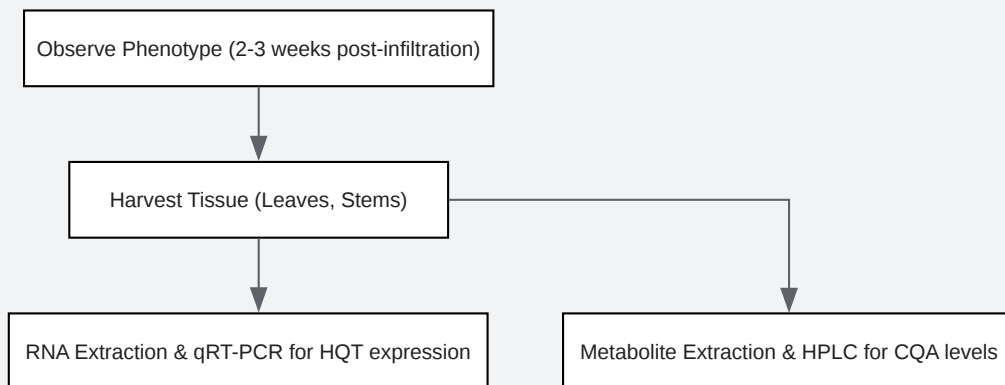 Observe Phenotype (2-3 weeks post-infiltration)
Harvest Tissue (Leaves, Stems)
RNA Extraction & qRT-PCR for HQT expression
Metabolite Extraction & HPLC for CQA levels